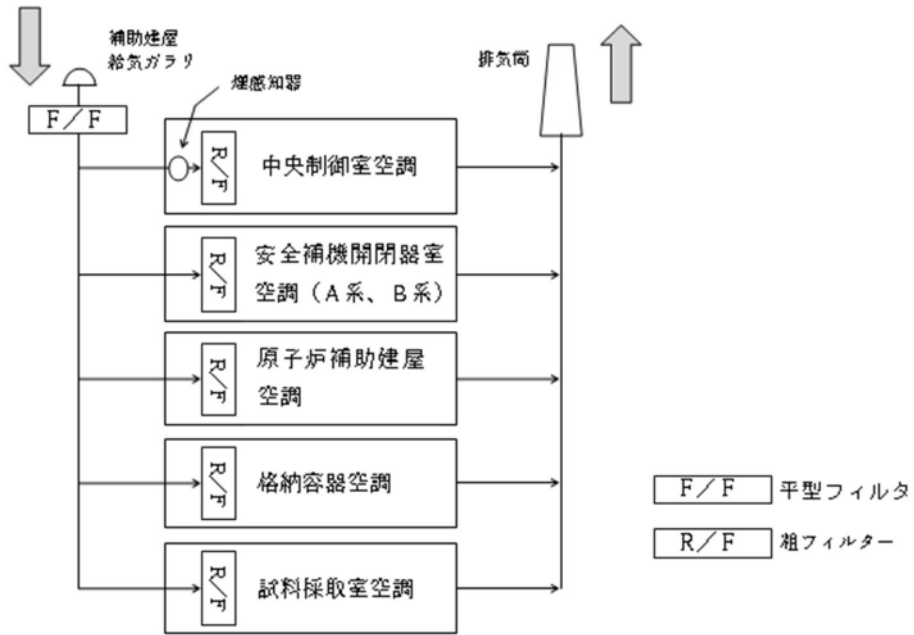 補助建屋
給気ガラリ
煙感知器
排気筒
F/F
R/F
中央制御室空調
R/F
安全補機開閉器室
空調(A系、B系)
R/F
原子炉補助建屋
空調
R/F
格納容器空調
R/F
試料採取室空調
F/F 平型フィルタ
R/F 粗フィルター